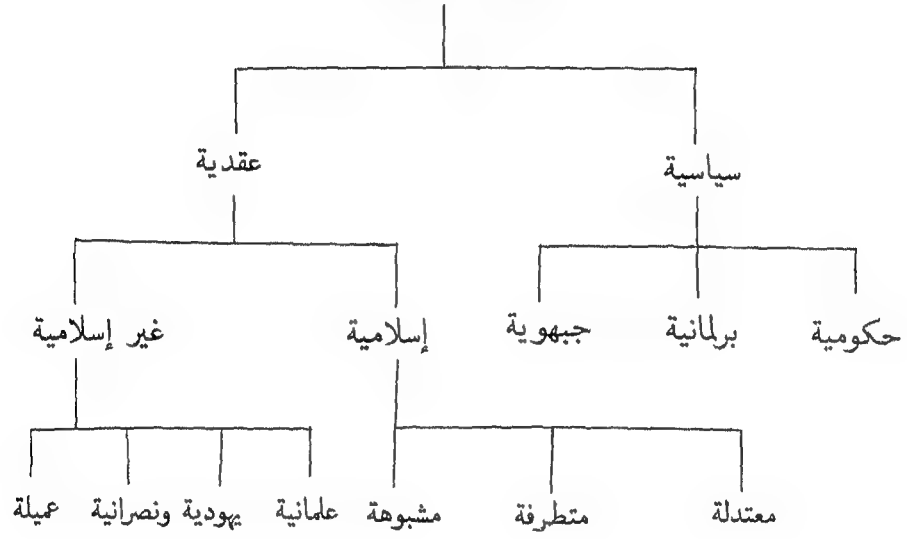 سياسية عقدية
حكومية برلمانية جبهوية إسلامية غير إسلامية
معتدلة متطرفة مشبوهة علمانية يهودية ونصرانية عميلة